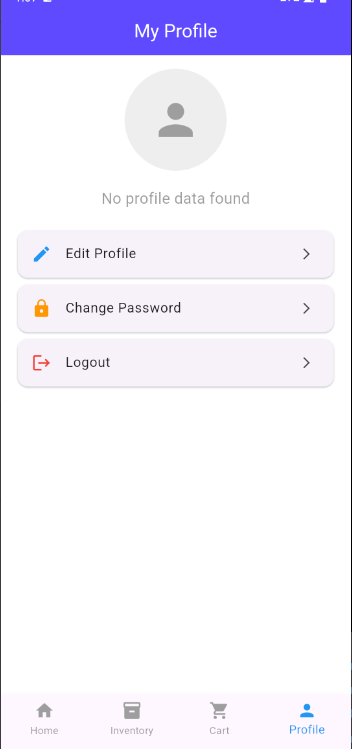 My Profile
No profile data found
Edit Profile
Change Password
Logout
Home
Inventory
Cart
Profile